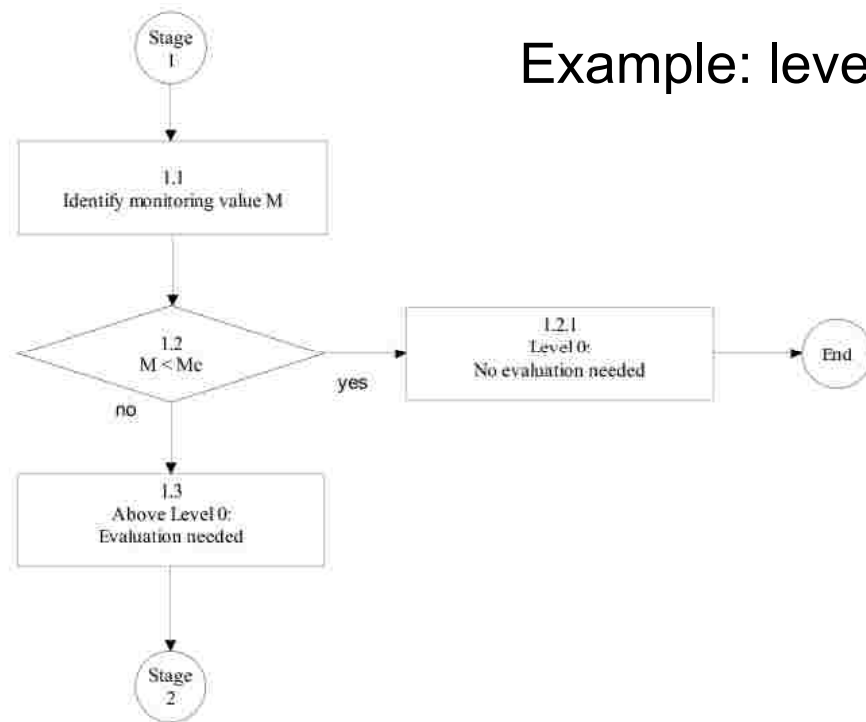 Stage
1
Example: leve
1.1
Identify monitoring value M
1.2
M < Me
yes
no
1.2.1
Level 0:
No evaluation needed
End
1.3
Above Level 0:
Evaluation needed
Stage
2